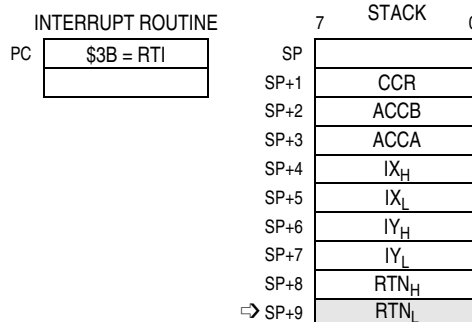 INTERRUPT ROUTINE
PC $3B = RTI
7 STACK 0
SP
SP+1 CCR
SP+2 ACCB
SP+3 ACCA
SP+4 IXH
SP+5 IXL
SP+6 IYH
SP+7 IYL
SP+8 RTNH
⇨ SP+9 RTNL